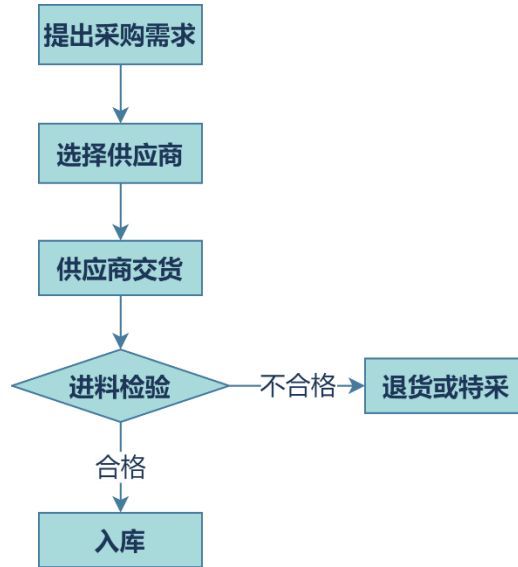 提出采购需求
选择供应商
供应商交货
进料检验
不合格
退货或特采
合格
入库